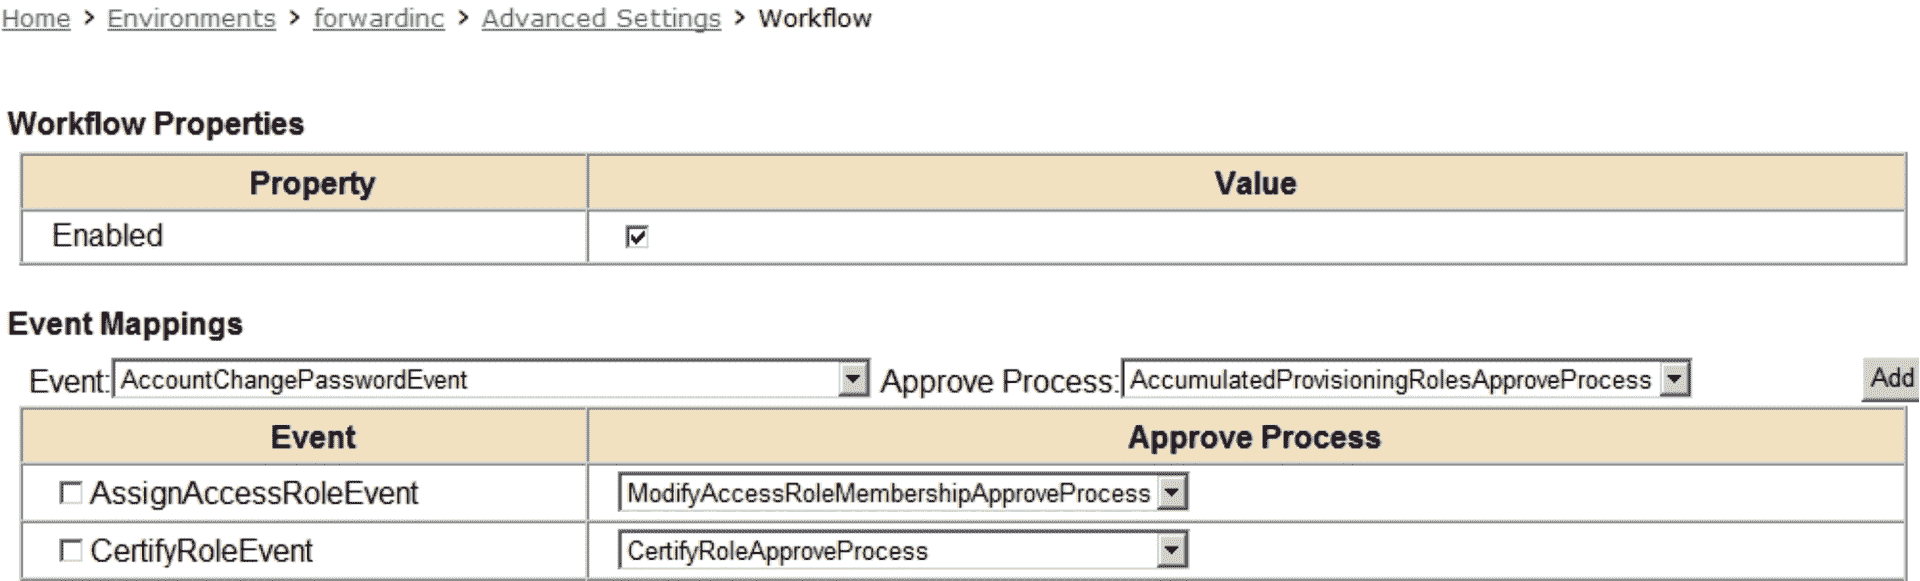 Home > Environments > forwardinc > Advanced Settings > Workflow
Workflow Properties
Property Value
Enabled
Event Mappings
Event: AccountChangePasswordEvent Approve Process: AccumulatedProvisioningRolesApproveProcess Add
Event Approve Process
AssignAccessRoleEvent ModifyAccessRoleMembershipApproveProcess
CertifyRoleEvent CertifyRoleApproveProcess